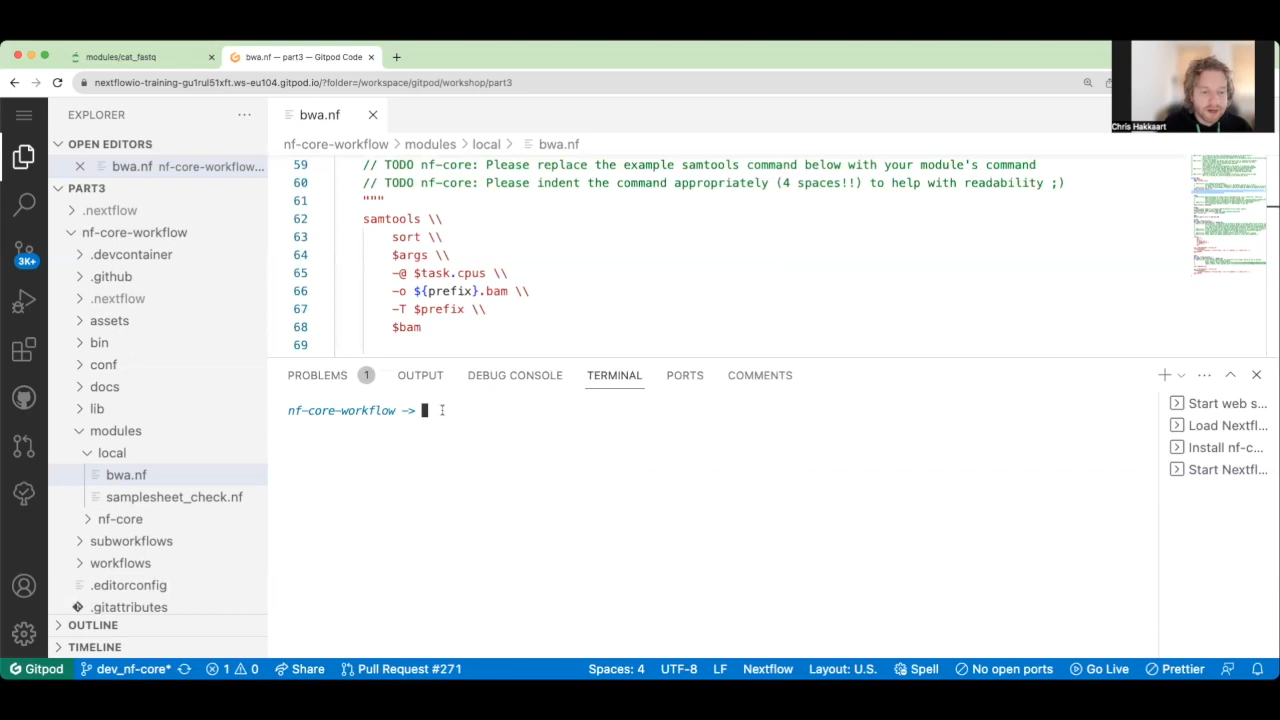 modules/cat_fastq
bwa.nf — part3 — Gitpod Code
nextflowio-training-gu1rul51xft.ws-eu104.gitpod.io/?folder=/workspace/gitpod/workshop/part3
Chris Hakkaart
EXPLORER
bwa.nf
OPEN EDITORS
nf-core-workflow > modules > local > bwa.nf
bwa.nf nf-core-workflow...
PART3
.nextflow
nf-core-workflow
.devcontainer
.github
.nextflow
assets
bin
conf
docs
lib
modules
local
bwa.nf
samplesheet_check.nf
nf-core
subworkflows
workflows
.editorconfig
.gitattributes
OUTLINE
TIMELINE
3K+
59 // TODO nf-core: Please replace the example samtools command below with your module's command
60 // TODO nf-core: Please indent the command appropriately (4 spaces!!) to help with readability ;)
61 """
62 samtools \\
63 sort \\
64 $args \\
65 -@ $task.cpus \\
66 -o ${prefix}.bam \\
67 -T $prefix \\
68 $bam
69
PROBLEMS 1 OUTPUT DEBUG CONSOLE TERMINAL PORTS COMMENTS
nf-core-workflow ->
Start web s...
Load Nextfl...
Install nf-c...
Start Nextfl...
Gitpod dev_nf-core* 1 0 Share Pull Request #271 Spaces: 4 UTF-8 LF Nextflow Layout: U.S. Spell No open ports Go Live Prettier